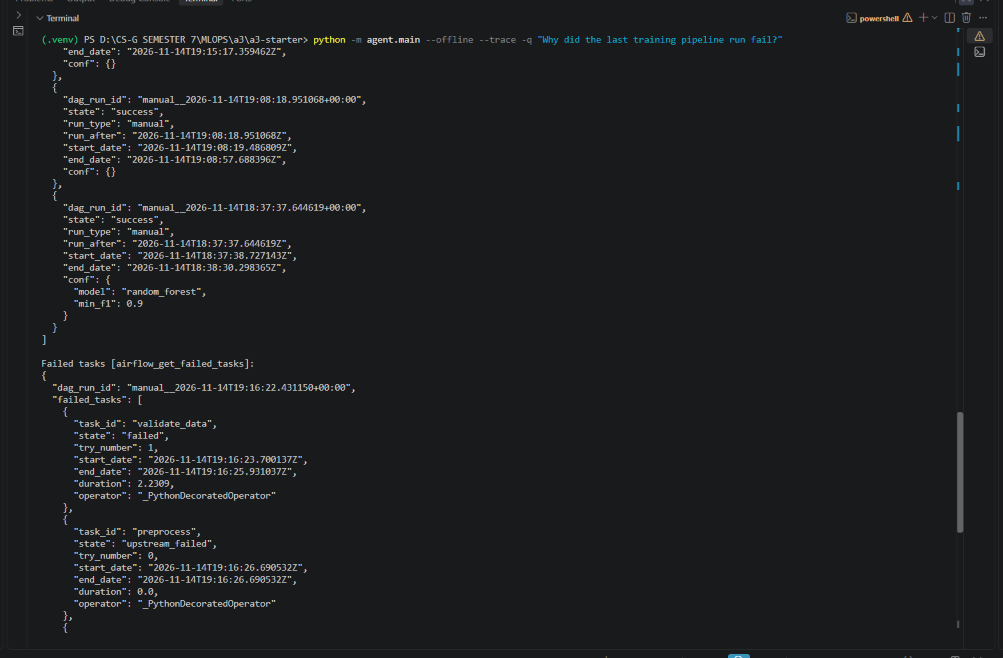 Terminal
powershell
(.venv) PS D:\CS-G SEMESTER 7\MLOPS\a3\a3-starter> python -m agent.main --offline --trace -q "Why did the last training pipeline run fail?"
"end_date": "2026-11-14T19:15:17.359462Z",
"conf": {}
},
{
"dag_run_id": "manual__2026-11-14T19:08:18.951068+00:00",
"state": "success",
"run_type": "manual",
"run_after": "2026-11-14T19:08:18.951068Z",
"start_date": "2026-11-14T19:08:19.486809Z",
"end_date": "2026-11-14T19:08:57.688396Z",
"conf": {}
},
{
"dag_run_id": "manual__2026-11-14T18:37:37.644619+00:00",
"state": "success",
"run_type": "manual",
"run_after": "2026-11-14T18:37:37.644619Z",
"start_date": "2026-11-14T18:37:38.727143Z",
"end_date": "2026-11-14T18:38:30.298365Z",
"conf": {
"model": "random_forest",
"min_f1": 0.9
}
}
]
Failed tasks [airflow_get_failed_tasks]:
{
"dag_run_id": "manual__2026-11-14T19:16:22.431150+00:00",
"failed_tasks": [
{
"task_id": "validate_data",
"state": "failed",
"try_number": 1,
"start_date": "2026-11-14T19:16:23.700137Z",
"end_date": "2026-11-14T19:16:25.931037Z",
"duration": 2.2309,
"operator": "_PythonDecoratedOperator"
},
{
"task_id": "preprocess",
"state": "upstream_failed",
"try_number": 0,
"start_date": "2026-11-14T19:16:26.690532Z",
"end_date": "2026-11-14T19:16:26.690532Z",
"duration": 0.0,
"operator": "_PythonDecoratedOperator"
},
{